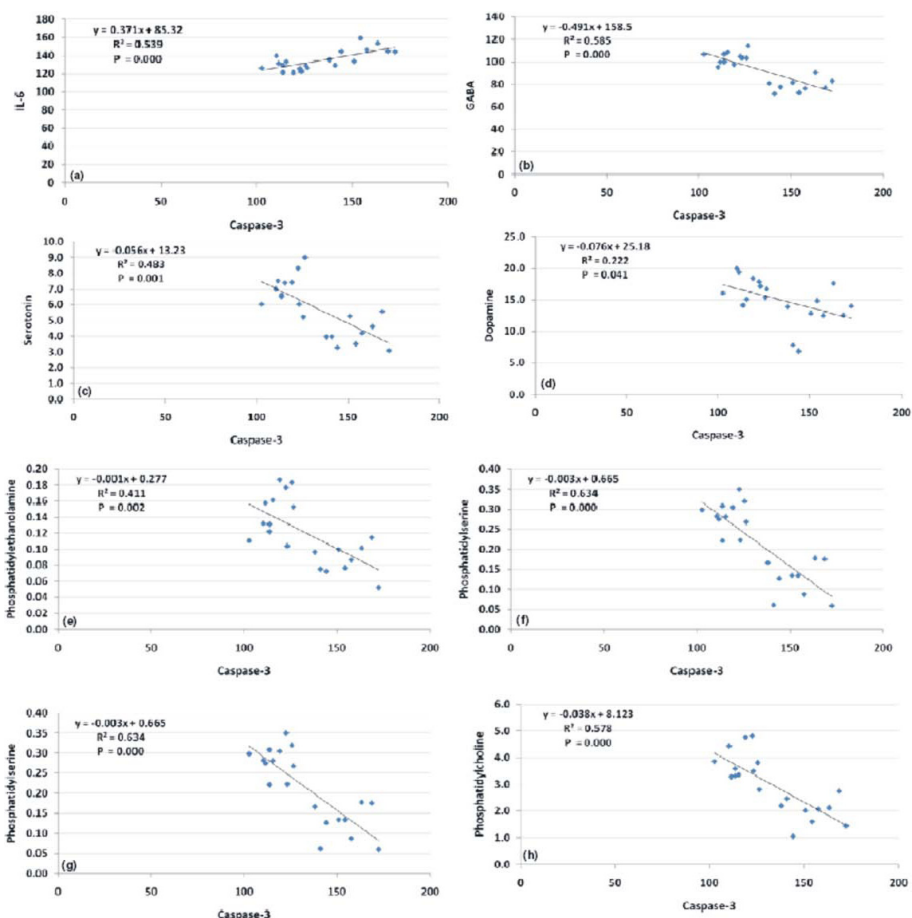 y = 0.371x + 85.32
R² = 0.539
P = 0.000
180
160
140
120
100
80
60
40
20
0
IL-6
(a)
0 50 100 150 200
Caspase-3
y = -0.491x + 158.5
R² = 0.585
P = 0.000
160
140
120
100
80
60
40
20
0
GABA
(b)
0 50 100 150 200
Caspase-3
y = -0.056x + 13.23
R² = 0.483
P = 0.001
10.0
9.0
8.0
7.0
6.0
5.0
4.0
3.0
2.0
1.0
0.0
Serotonin
(c)
0 50 100 150 200
Caspase-3
y = -0.076x + 25.18
R² = 0.222
P = 0.041
25.0
20.0
15.0
10.0
5.0
0.0
Dopamine
(d)
0 50 100 150 200
Caspase-3
y = -0.001x + 0.277
R² = 0.411
P = 0.002
0.20
0.18
0.16
0.14
0.12
0.10
0.08
0.06
0.04
0.02
0.00
Phosphatidylethanolamine
(e)
0 50 100 150 200
Caspase-3
y = -0.003x + 0.665
R² = 0.634
P = 0.000
0.40
0.35
0.30
0.25
0.20
0.15
0.10
0.05
0.00
Phosphatidylserine
(f)
0 50 100 150 200
Caspase-3
y = -0.003x + 0.665
R² = 0.634
P = 0.000
0.40
0.35
0.30
0.25
0.20
0.15
0.10
0.05
0.00
Phosphatidylserine
(g)
0 50 100 150 200
Caspase-3
y = -0.038x + 8.123
R² = 0.578
P = 0.000
6.0
5.0
4.0
3.0
2.0
1.0
0.0
Phosphatidylcholine
(h)
0 50 100 150 200
Caspase-3